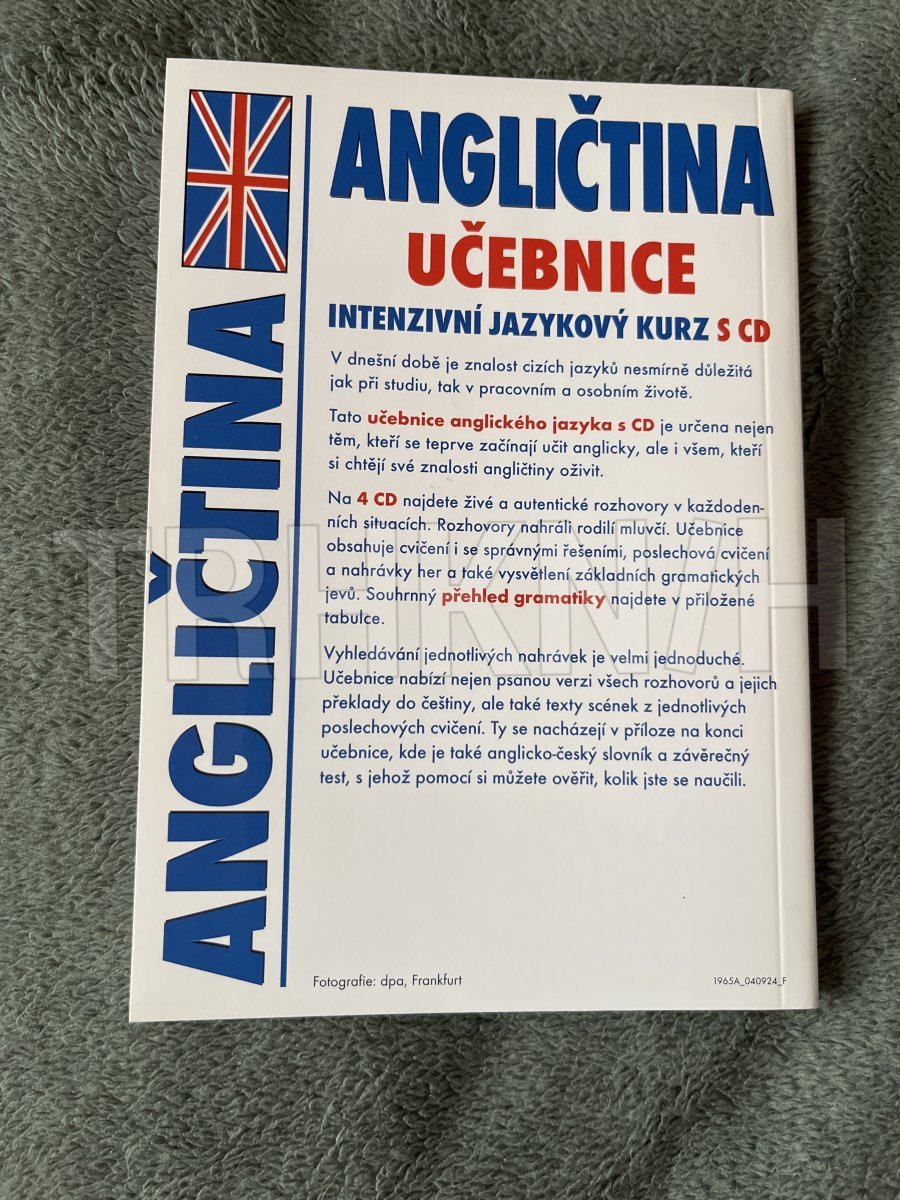 ANGLIČTINA
ANGLIČTINA
UČEBNICE
INTENZIVNÍ JAZYKOVÝ KURZ S CD
V dnešní době je znalost cizích jazyků nesmírně důležitá
jak při studiu, tak v pracovním a osobním životě.
Tato učebnice anglického jazyka s CD je určena nejen
těm, kteří se teprve začínají učit anglicky, ale i všem, kteří
si chtějí své znalosti angličtiny oživit.
Na 4 CD najdete živé a autentické rozhovory v každoden-
ních situacích. Rozhovory nahráli rodilí mluvčí. Učebnice
obsahuje cvičení i se správnými řešeními, poslechová cvičení
a nahrávky her a také vysvětlení základních gramatických
jevů. Souhrnný přehled gramatiky najdete v přiložené
tabulce.
Vyhledávání jednotlivých nahrávek je velmi jednoduché.
Učebnice nabízí nejen psanou verzi všech rozhovorů a jejich
překlady do češtiny, ale také texty scének z jednotlivých
poslechových cvičení. Ty se nacházejí v příloze na konci
učebnice, kde je také anglicko-český slovník a závěrečný
test, s jehož pomocí si můžete ověřit, kolik jste se naučili.
Fotografie: dpa, Frankfurt
1965A_040924_F
TRHKNIH